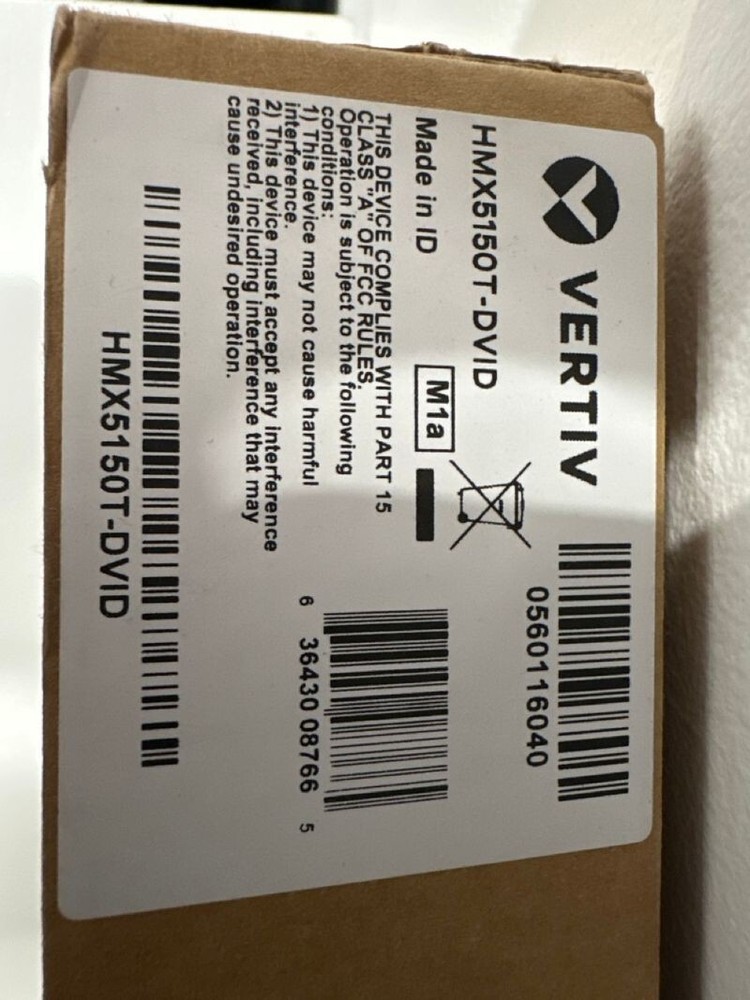 VERTIV
0560116040
HMX5150T-DVID
Made in ID
M1a
THIS DEVICE COMPLIES WITH PART 15
CLASS "A" OF FCC RULES.
Operation is subject to the following
conditions:
1) This device may not cause harmful
interference.
2) This device must accept any interference
received, including interference that may
cause undesired operation.
6 36430 08766 5
HMX5150T-DVID